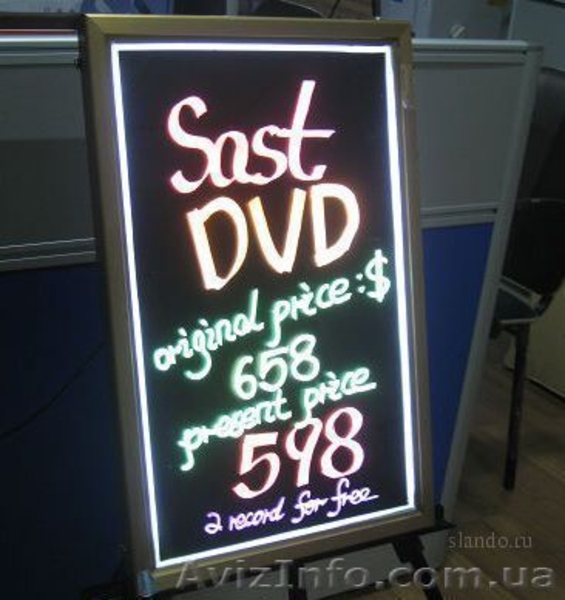 Sast
DVD
original price:$
658
present price
598
2 record for free
slando.ru
AvizInfo.com.ua